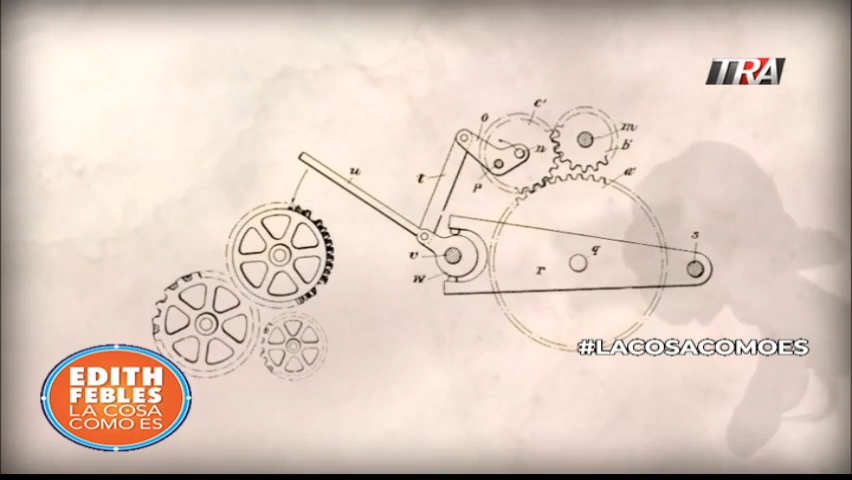 TRA
c'
o
m
n
b'
u
t
p
a'
s
q
v
r
w
#LACOSACOMOES
EDITH
FEBLES
LA COSA
COMO ES